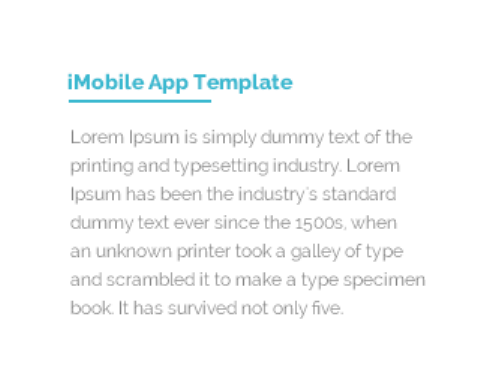 iMobile App Template
Lorem Ipsum is simply dummy text of the
printing and typesetting industry. Lorem
Ipsum has been the industry's standard
dummy text ever since the 1500s, when
an unknown printer took a galley of type
and scrambled it to make a type specimen
book. It has survived not only five.